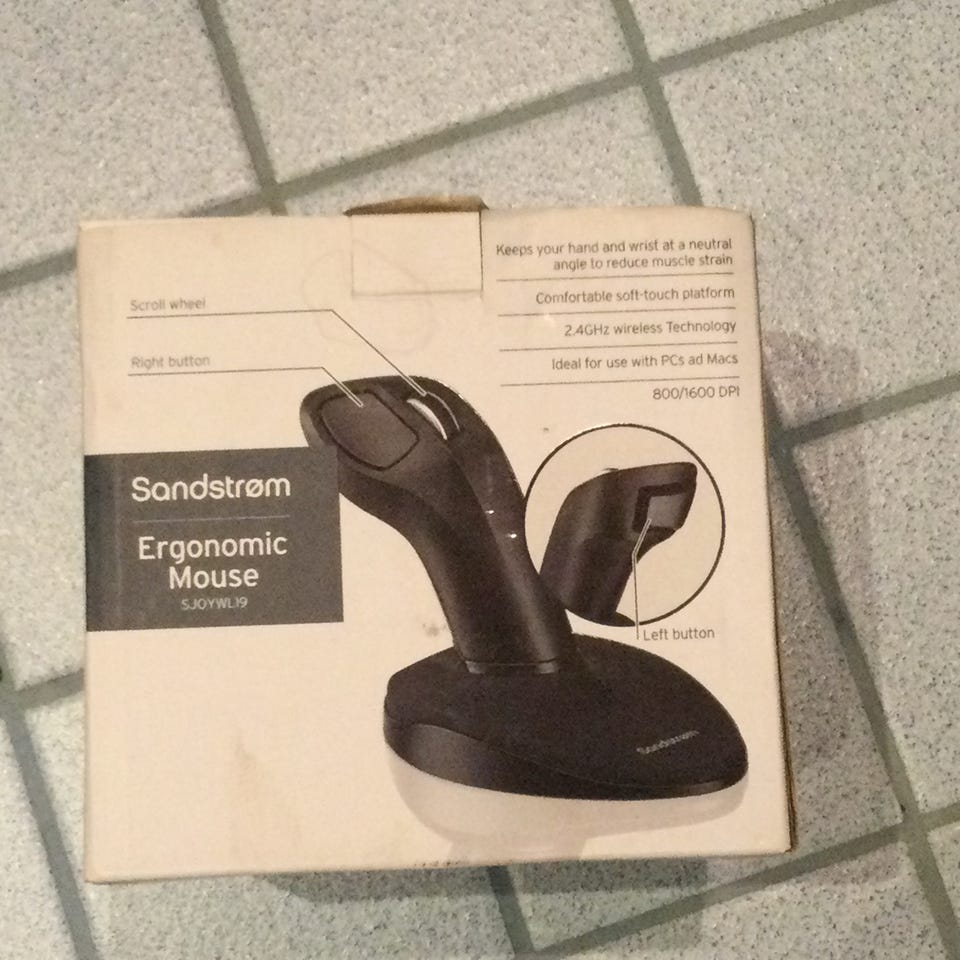 Keeps your hand and wrist at a neutral
angle to reduce muscle strain
Comfortable soft-touch platform
2.4GHz wireless Technology
Ideal for use with PCs ad Macs
800/1600 DPI
Scroll wheel
Right button
Sandstrøm
Ergonomic
Mouse
SJOYWL19
Left button
Sandstrøm